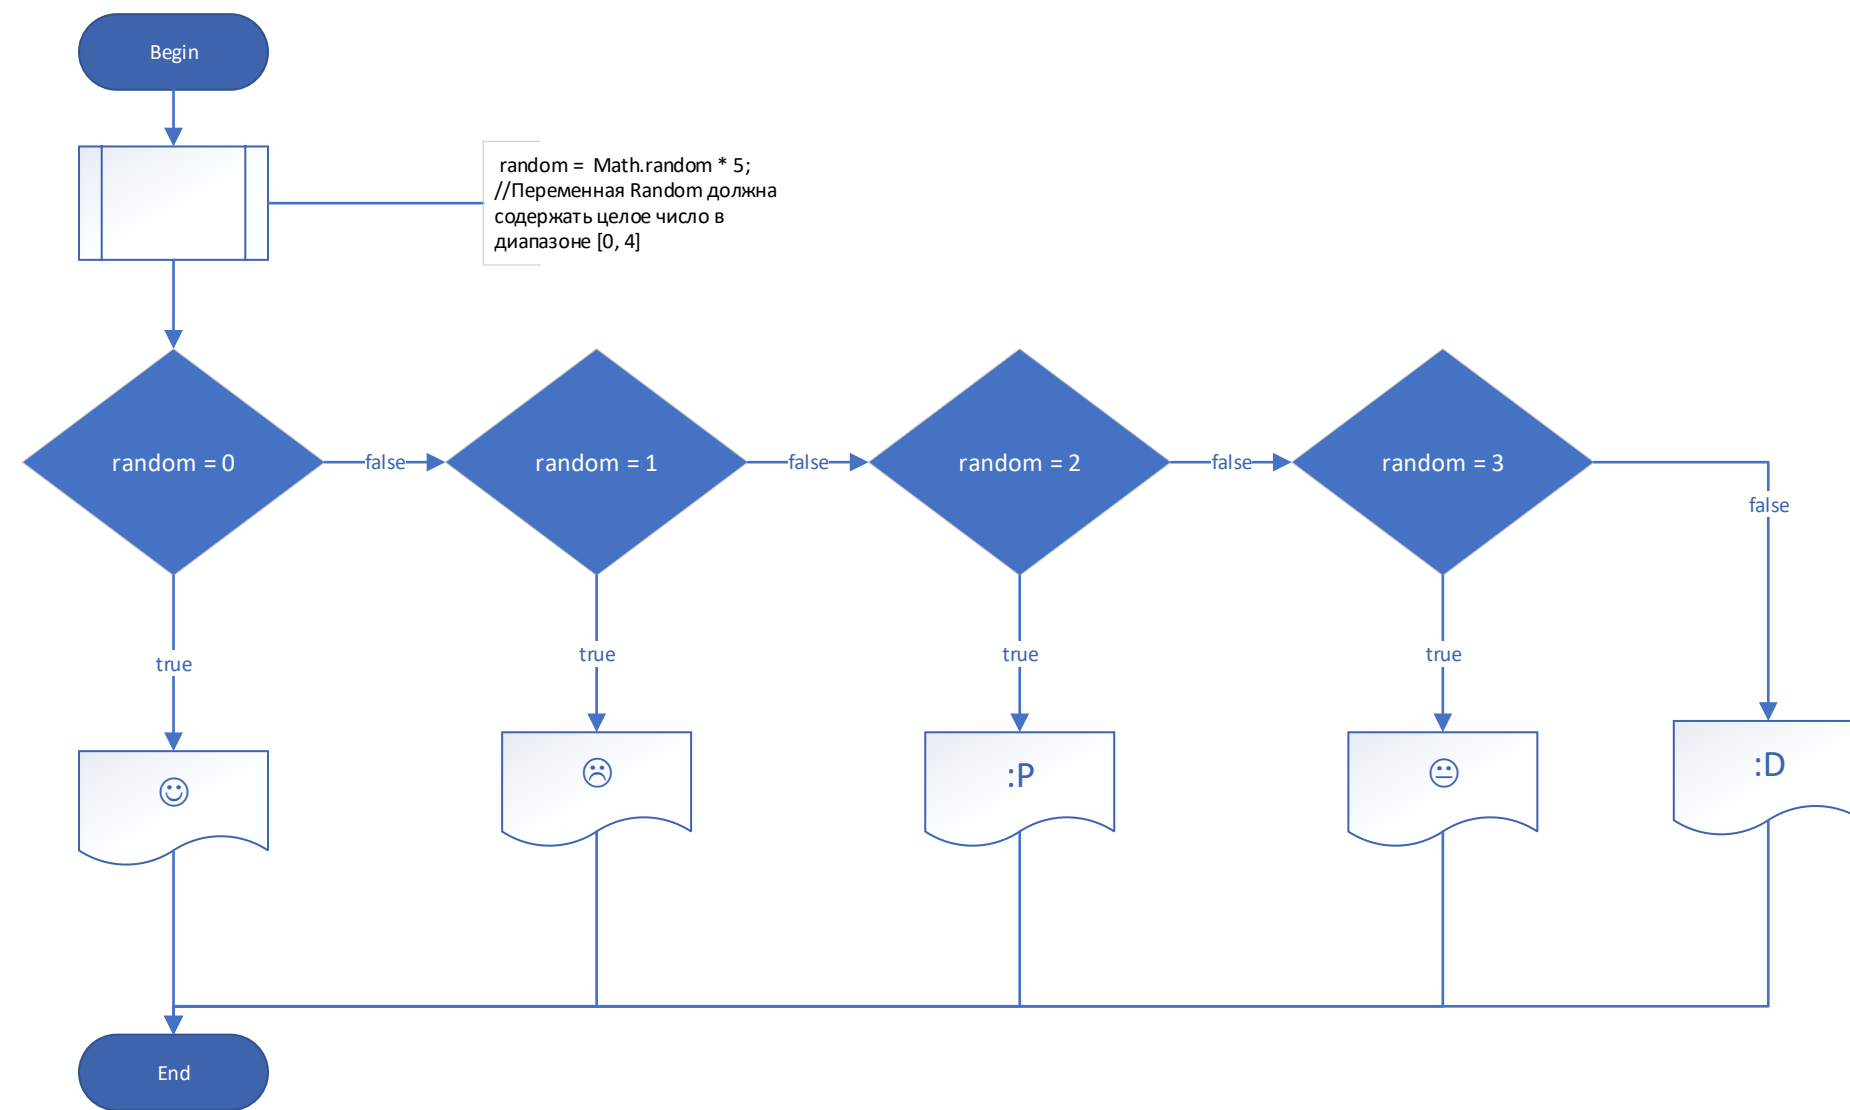 Begin
random =  Math.random * 5;
//Переменная Random должна
содержать целое число в
диапазоне [0, 4]
random = 0
false
random = 1
false
random = 2
false
random = 3
false
true
true
true
true
☺
☹
:P
😐
:D
End